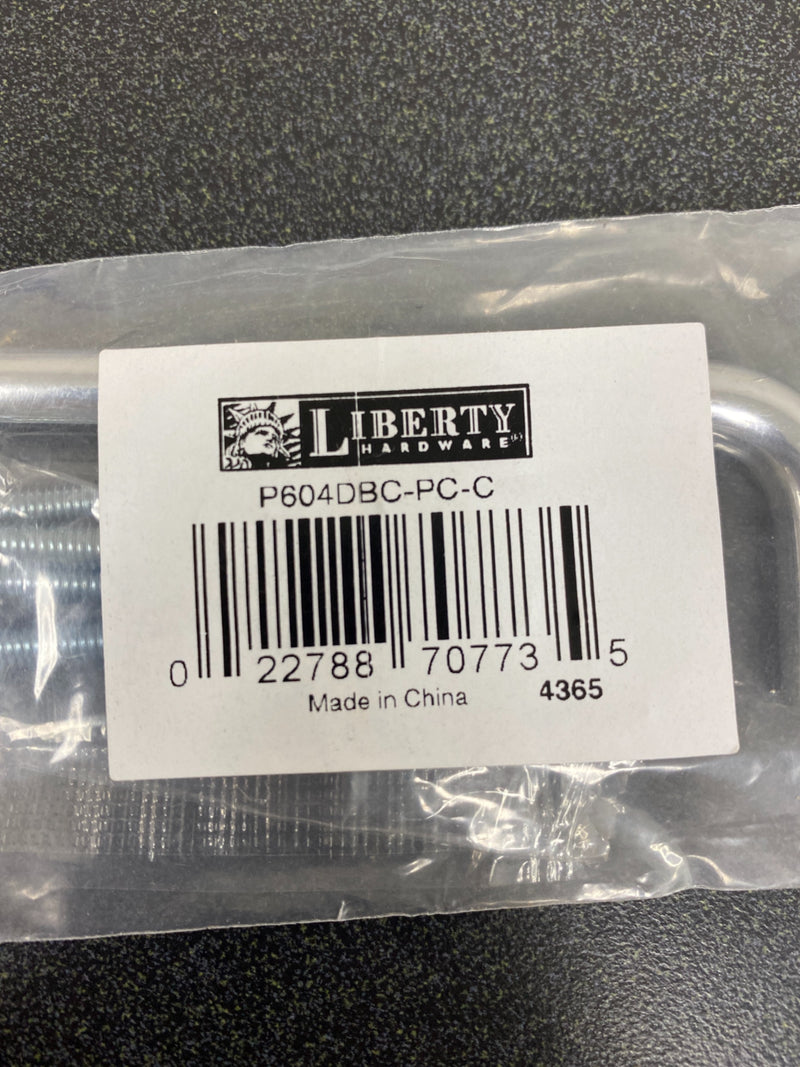 LIBERTY
HARDWARE®
P604DBC-PC-C
0 22788 70773 5
Made in China 4365